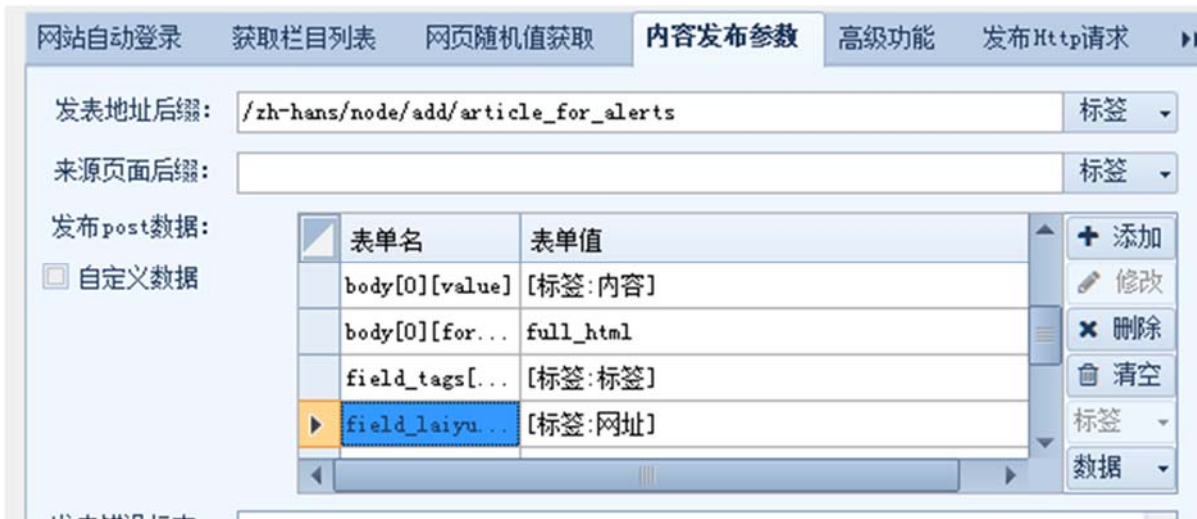 网站自动登录 获取栏目列表 网页随机值获取 内容发布参数 高级功能 发布Http请求
发表地址后缀: /zh-hans/node/add/article_for_alerts 标签
来源页面后缀: 标签
发布post数据:
自定义数据
表单名 表单值
body[0][value] [标签:内容]
body[0][for... full_html
field_tags[... [标签:标签]
field_laiyu... [标签:网址]
添加
修改
删除
清空
标签
数据